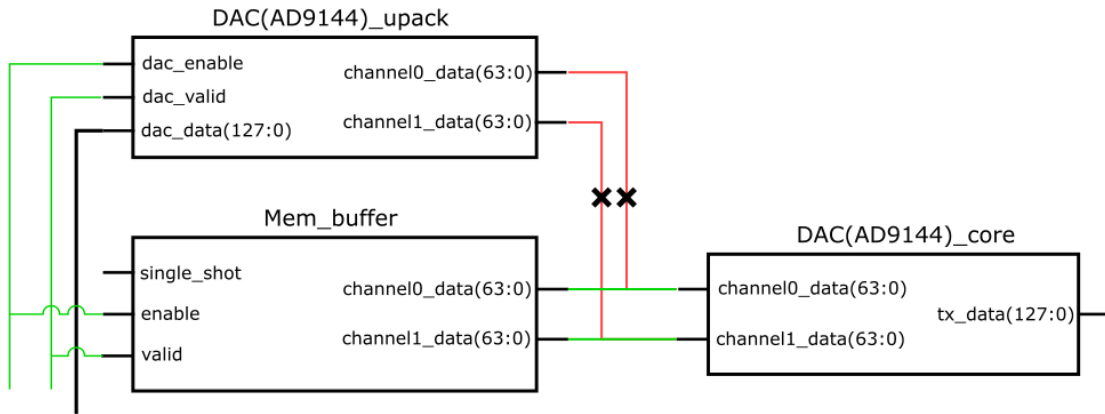 DAC(AD9144)_upack
dac_enable
dac_valid
dac_data(127:0)
channel0_data(63:0)
channel1_data(63:0)
Mem_buffer
single_shot
enable
valid
channel0_data(63:0)
channel1_data(63:0)
DAC(AD9144)_core
channel0_data(63:0)
channel1_data(63:0)
tx_data(127:0)